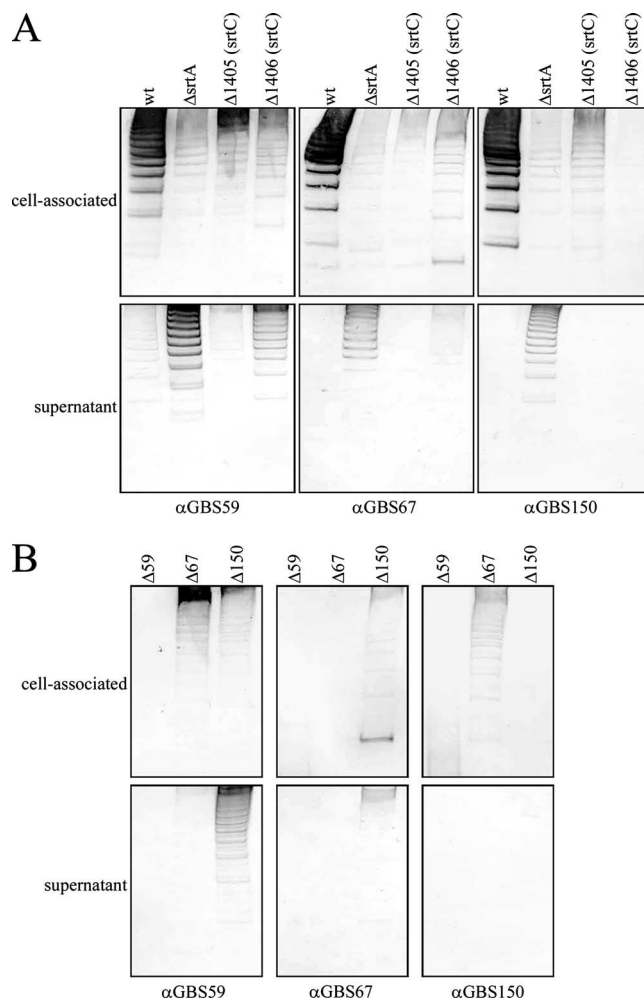 A
wt ΔsrtA Δ1405 (srtC) Δ1406 (srtC) wt ΔsrtA Δ1405 (srtC) Δ1406 (srtC) wt ΔsrtA Δ1405 (srtC) Δ1406 (srtC)
cell-associated
supernatant
αGBS59 αGBS67 αGBS150
B
Δ59 Δ67 Δ150 Δ59 Δ67 Δ150 Δ59 Δ67 Δ150
cell-associated
supernatant
αGBS59 αGBS67 αGBS150